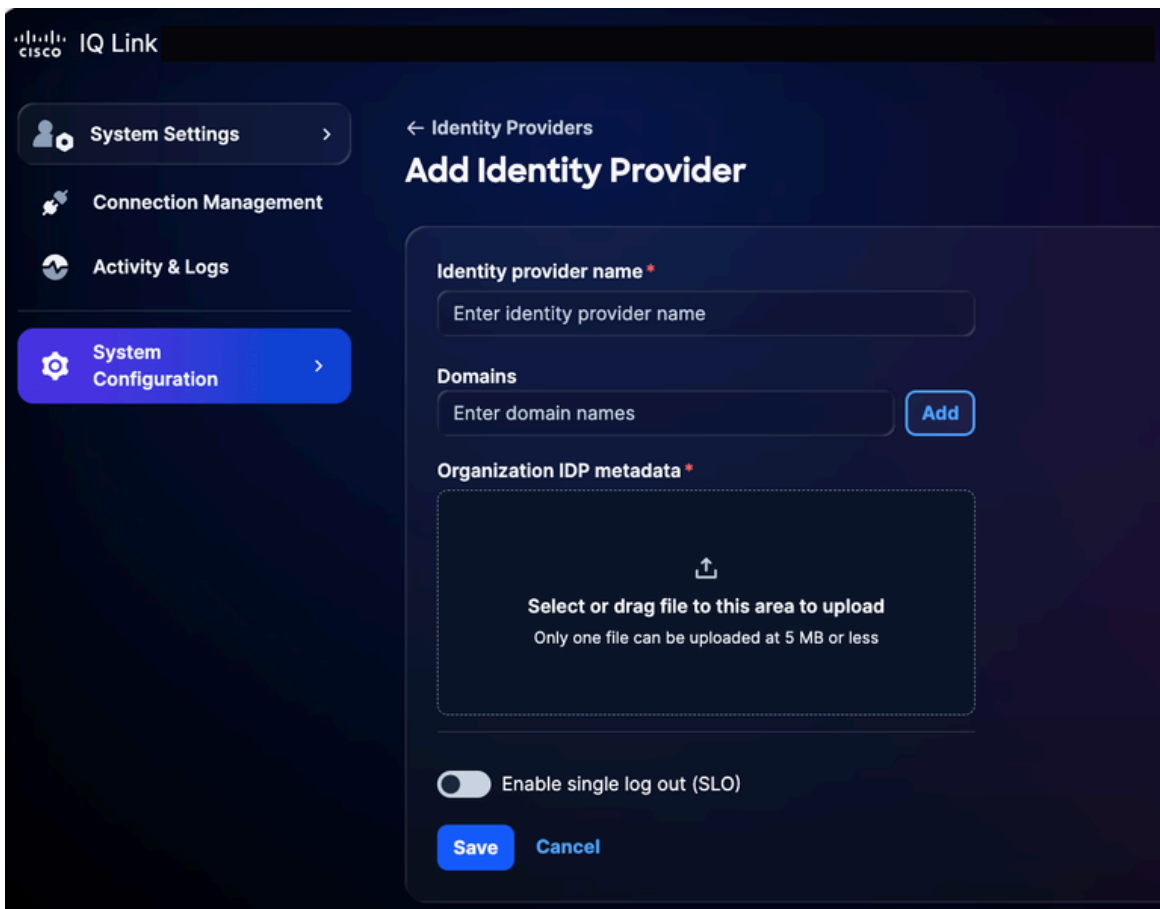 cisco IQ Link
System Settings
Connection Management
Activity & Logs
System
Configuration
← Identity Providers
Add Identity Provider
Identity provider name *
Enter identity provider name
Domains
Enter domain names
Add
Organization IDP metadata *
Select or drag file to this area to upload
Only one file can be uploaded at 5 MB or less
Enable single log out (SLO)
Save Cancel